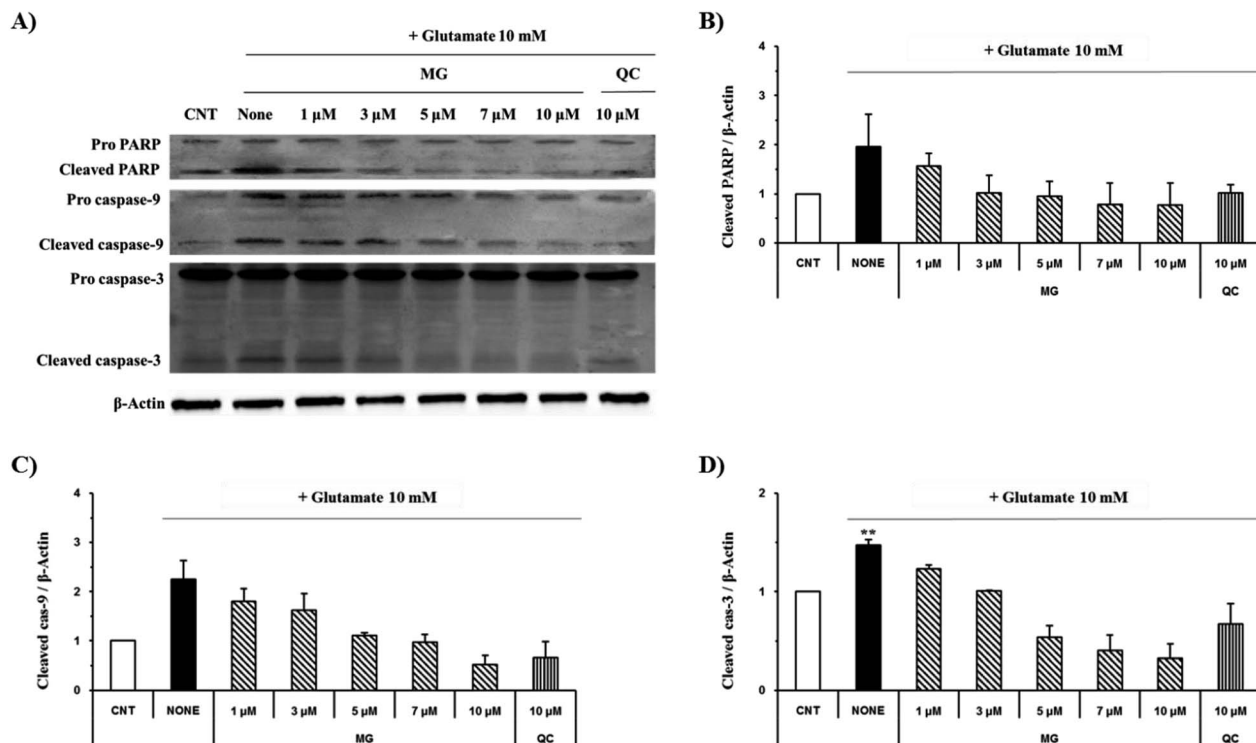 A)
+ Glutamate 10 mM
MG QC
CNT None 1 µM 3 µM 5 µM 7 µM 10 µM 10 µM
Pro PARP
Cleaved PARP
Pro caspase-9
Cleaved caspase-9
Pro caspase-3
Cleaved caspase-3
β-Actin
B)
+ Glutamate 10 mM
Cleaved PARP / β-Actin
4
3
2
1
0
CNT NONE 1 µM 3 µM 5 µM 7 µM 10 µM 10 µM
MG QC
C)
+ Glutamate 10 mM
Cleaved cas-9 / β-Actin
4
3
2
1
0
CNT NONE 1 µM 3 µM 5 µM 7 µM 10 µM 10 µM
MG QC
D)
+ Glutamate 10 mM
Cleaved cas-3 / β-Actin
2
1
0
**
CNT NONE 1 µM 3 µM 5 µM 7 µM 10 µM 10 µM
MG QC